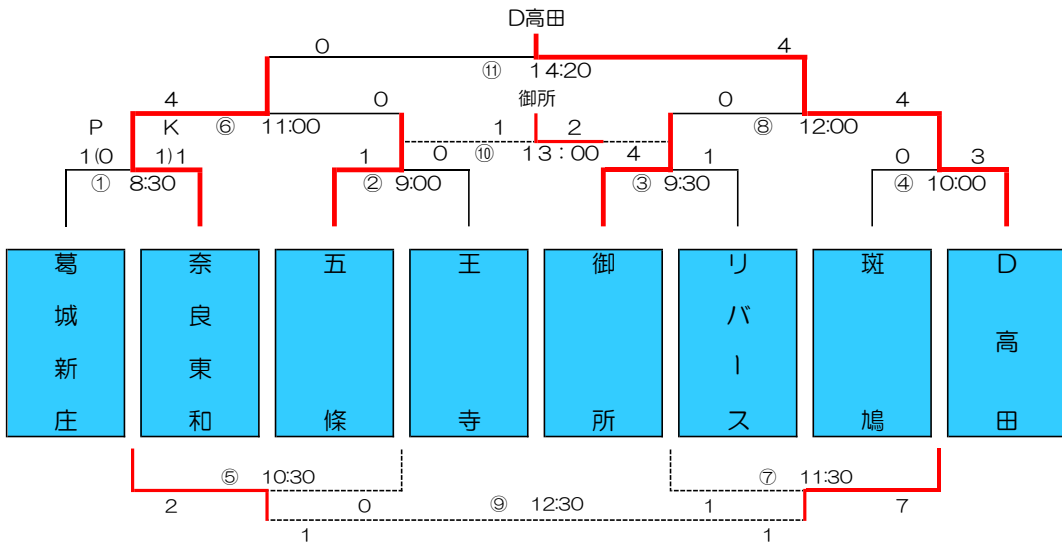 D高田
0 4
⑪ 14:20
4 0 御所 0 4
P K ⑥ 11:00 1 2 ⑧ 12:00
1(0 1)1 1 0 ⑩ 13:00 4 1 0 3
① 8:30 ② 9:00 ③ 9:30 ④ 10:00
葛城新庄
奈良東和
五條
王寺
御所
リバース
斑鳩
D高田
⑤ 10:30 ⑦ 11:30
2 0 ⑨ 12:30 1 7
1 1